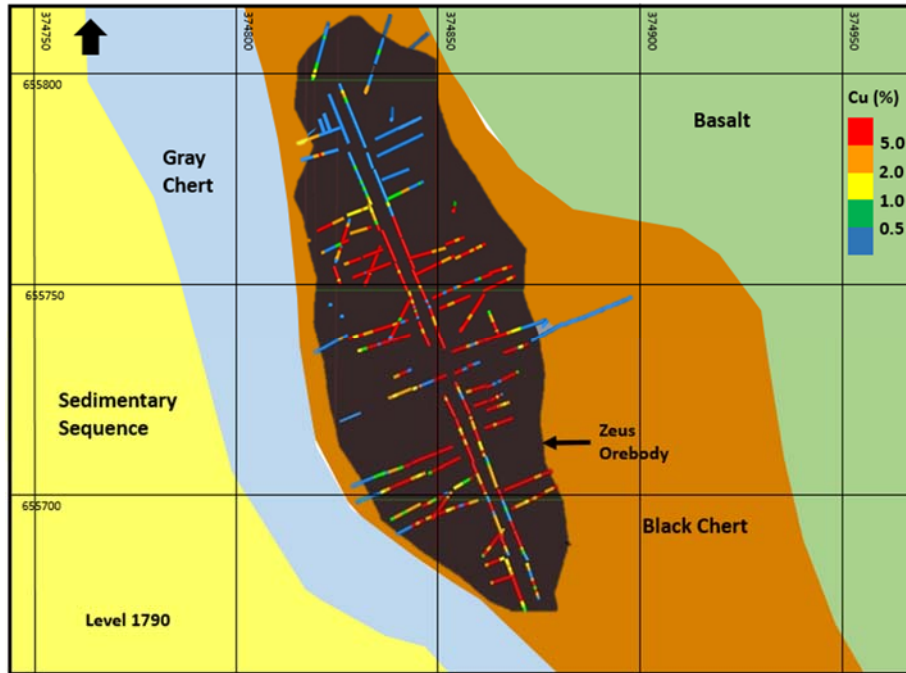 374750
374800
374850
374900
374950
655800
Cu (%)
5.0
2.0
1.0
0.5
Basalt
Gray
Chert
655750
Sedimentary
Sequence
Zeus
Orebody
655700
Black Chert
Level 1790